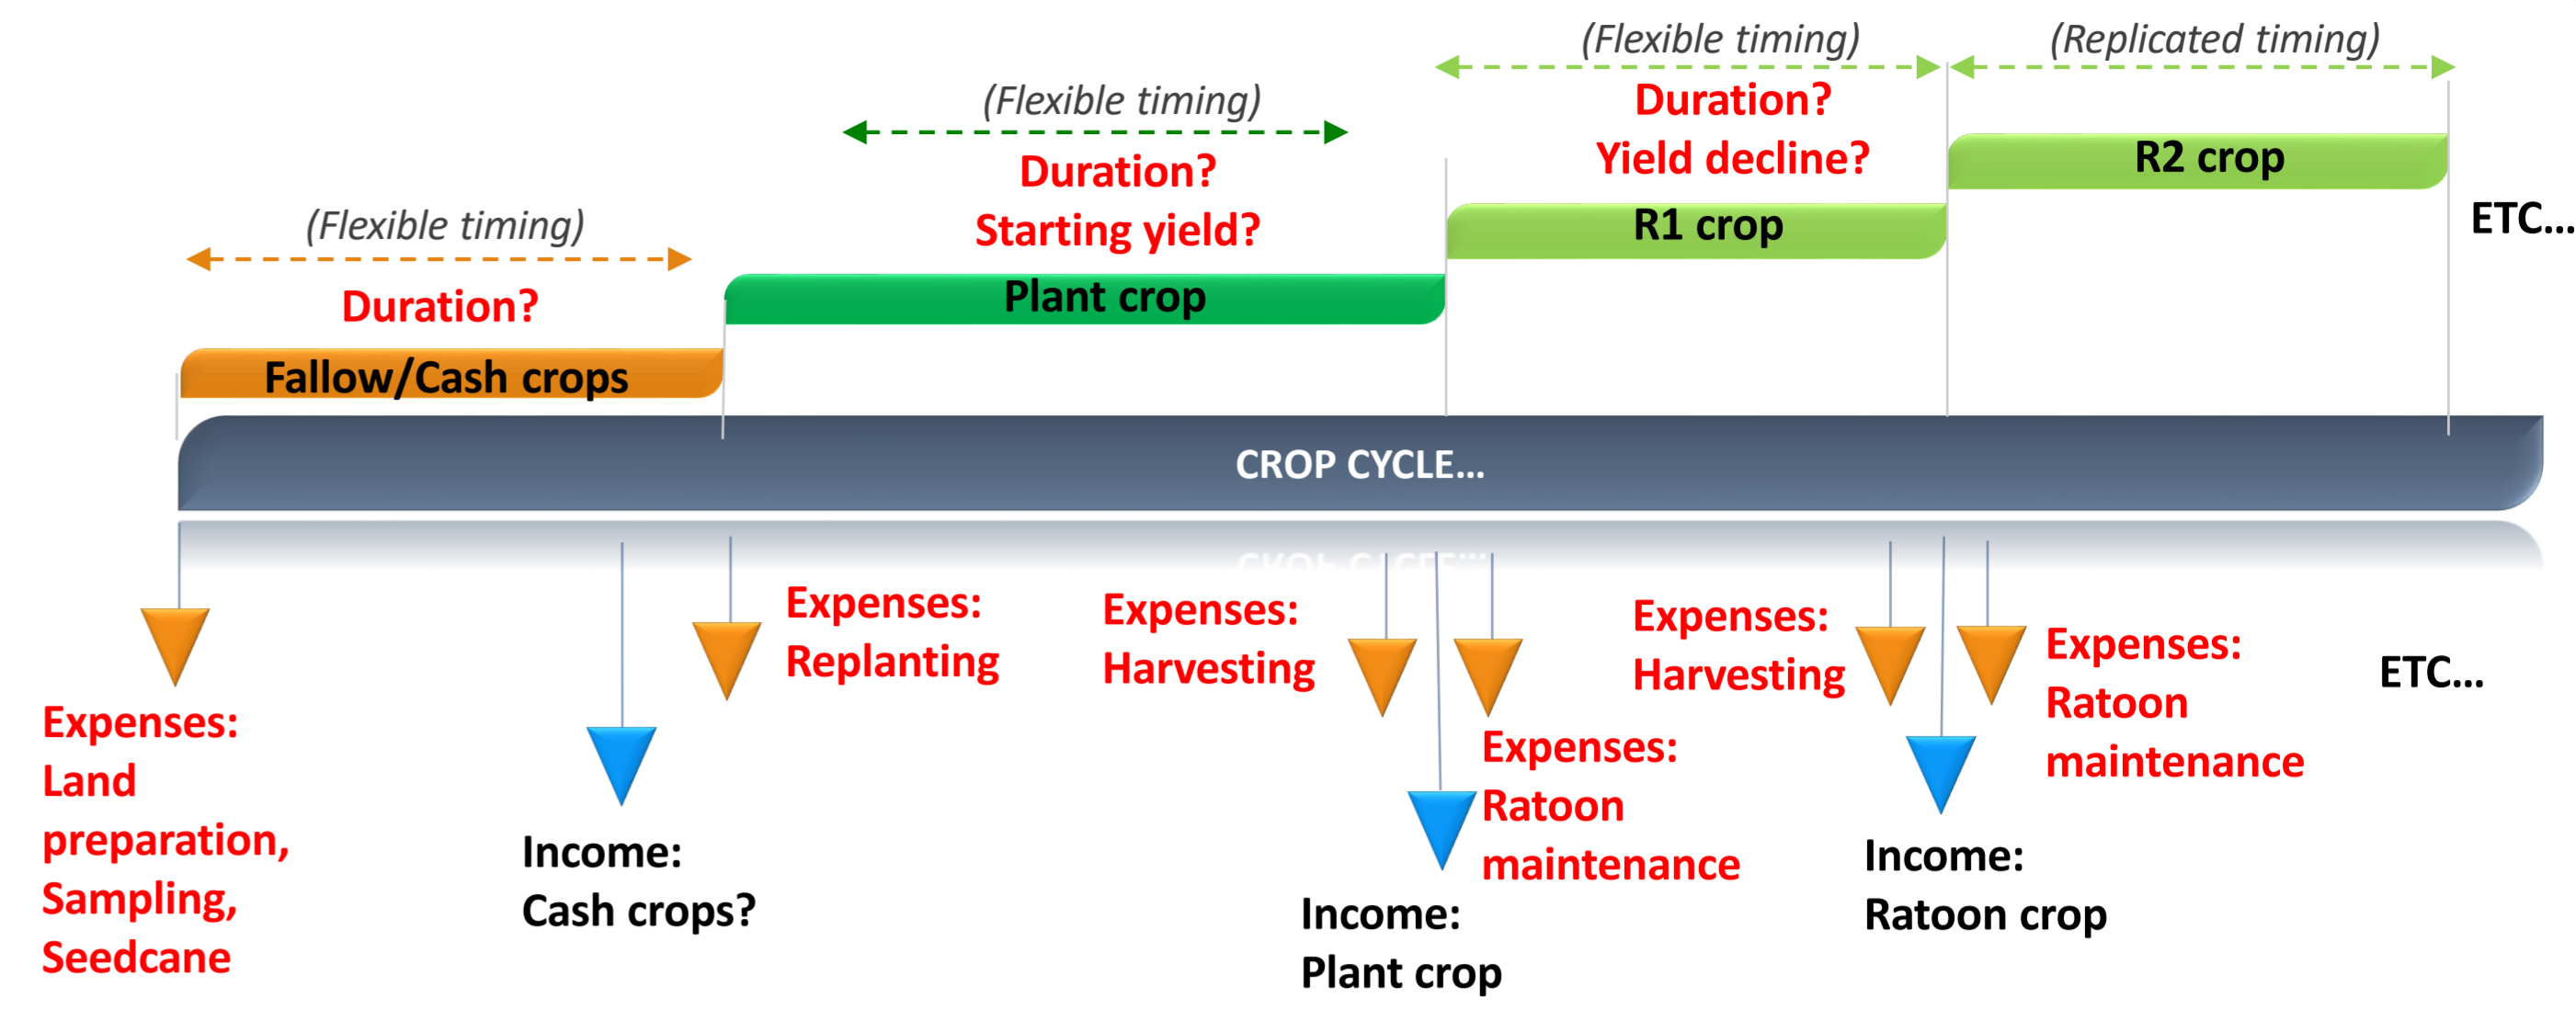 (Flexible timing)
(Replicated timing)
(Flexible timing)
Duration?
Yield decline?
R2 crop
Duration?
Starting yield?
R1 crop
ETC...
(Flexible timing)
Duration?
Plant crop
Fallow/Cash crops
CROP CYCLE...
Expenses:
Land
preparation,
Sampling,
Seedcane
Income:
Cash crops?
Expenses:
Replanting
Expenses:
Harvesting
Income:
Plant crop
Expenses:
Ratoon
maintenance
Expenses:
Harvesting
Income:
Ratoon crop
Expenses:
Ratoon
maintenance
ETC...